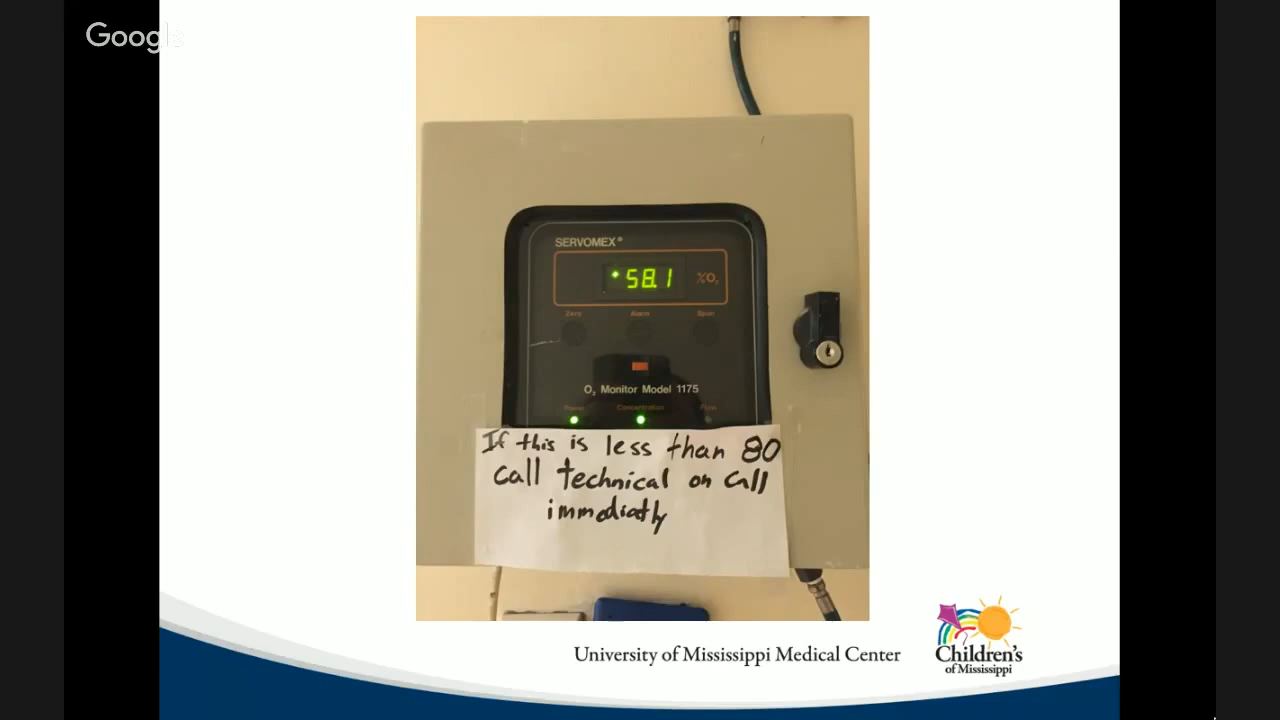 Google
SERVOMEX®
58.1 %O₂
Zero Alarm Span
O₂ Monitor Model 1175
Power Concentration Flow
If this is less than 80
call technical on call
immediatly
University of Mississippi Medical Center
Children's
of Mississippi